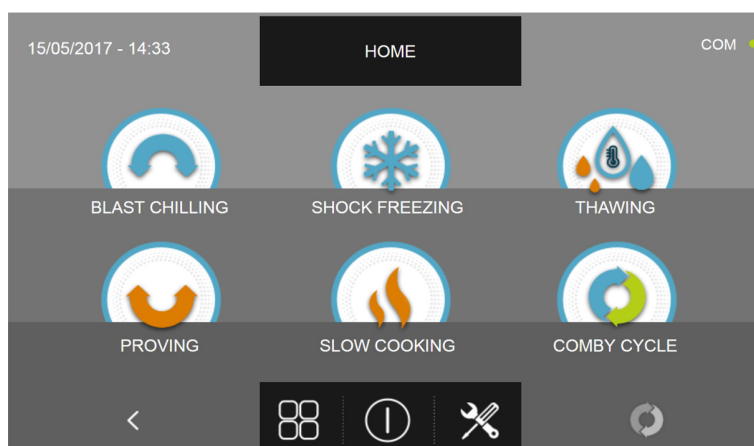 15/05/2017 - 14:33
HOME
COM
BLAST CHILLING
SHOCK FREEZING
THAWING
PROVING
SLOW COOKING
COMBY CYCLE